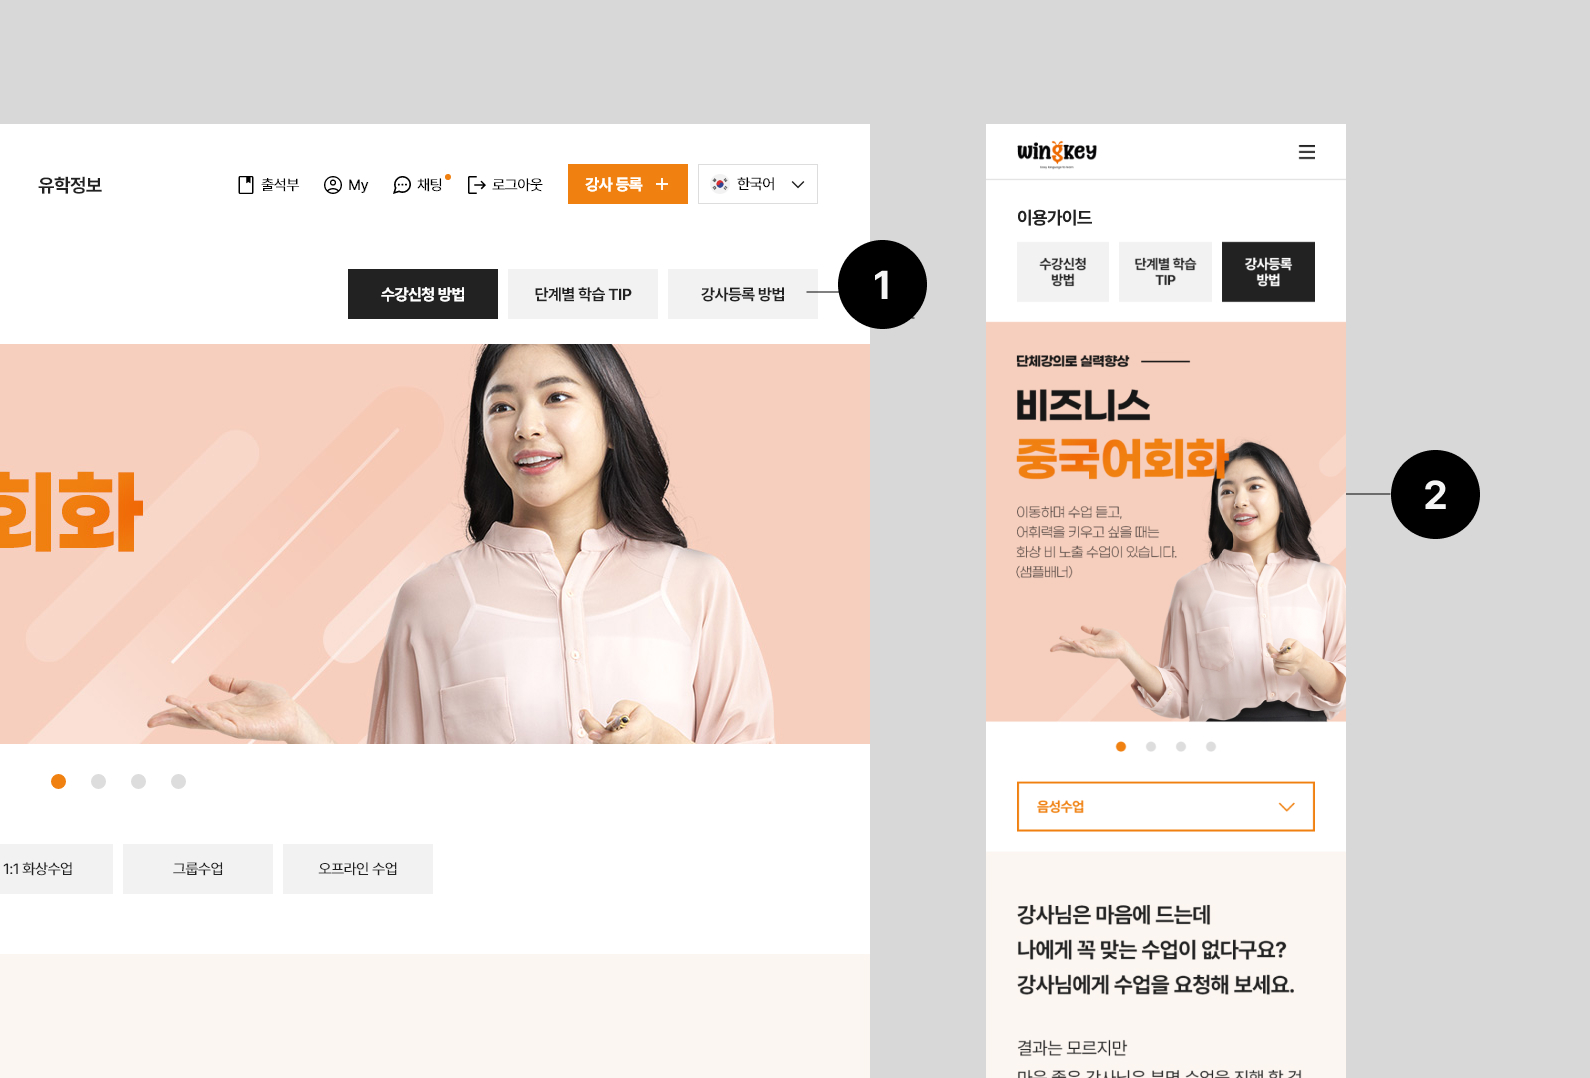 유학정보
출석부
My
채팅
로그아웃
강사 등록 +
한국어
수강신청 방법
단계별 학습 TIP
강사등록 방법
1
회화
1:1 화상수업
그룹수업
오프라인 수업
wingkey
이용가이드
수강신청
방법
단계별 학습
TIP
강사등록
방법
단체강의로 실력향상
비즈니스
중국어회화
이동하며 수업 듣고,
어휘력을 키우고 싶을 때는
화상 비 노출 수업이 있습니다.
(샘플배너)
2
음성수업
강사님은 마음에 드는데
나에게 꼭 맞는 수업이 없다구요?
강사님에게 수업을 요청해 보세요.
결과는 모르지만